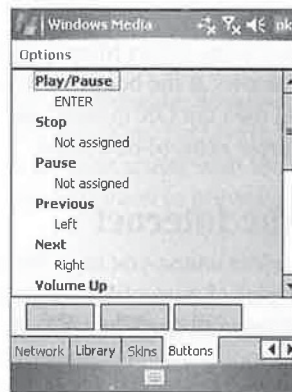 Windows Media ok
Options
Play/Pause
ENTER
Stop
Not assigned
Pause
Not assigned
Previous
Left
Next
Right
Volume Up
Network Library Skins Buttons